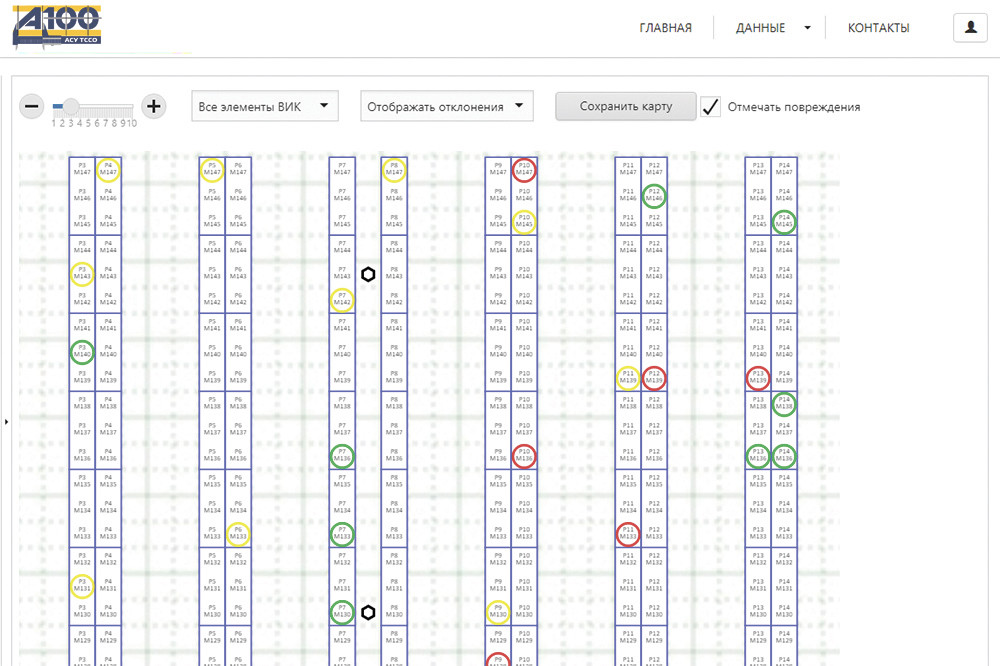 А100
АСУ ТССD
ГЛАВНАЯ ДАННЫЕ КОНТАКТЫ
Все элементы ВИК Отображать отклонения Сохранить карту Отмечать повреждения
1 2 3 4 5 6 7 8 9 10
P3 P4 P5 P6 P7 P8 P9 P10 P11 P12 P13 P14
M147 M147 M147 M147 M147 M147 M147 M147 M147 M147 M147 M147
P3 P4 P5 P6 P7 P8 P9 P10 P11 P12 P13 P14
M146 M146 M146 M146 M146 M146 M146 M146 M146 M146 M146 M146
P3 P4 P5 P6 P7 P8 P9 P10 P11 P12 P13 P14
M145 M145 M145 M145 M145 M145 M145 M145 M145 M145 M145 M145
P3 P4 P5 P6 P7 P8 P9 P10 P11 P12 P13 P14
M144 M144 M144 M144 M144 M144 M144 M144 M144 M144 M144 M144
P3 P4 P5 P6 P7 P8 P9 P10 P11 P12 P13 P14
M143 M143 M143 M143 M143 M143 M143 M143 M143 M143 M143 M143
P3 P4 P5 P6 P7 P8 P9 P10 P11 P12 P13 P14
M142 M142 M142 M142 M142 M142 M142 M142 M142 M142 M142 M142
P3 P4 P5 P6 P7 P8 P9 P10 P11 P12 P13 P14
M141 M141 M141 M141 M141 M141 M141 M141 M141 M141 M141 M141
P3 P4 P5 P6 P7 P8 P9 P10 P11 P12 P13 P14
M140 M140 M140 M140 M140 M140 M140 M140 M140 M140 M140 M140
P3 P4 P5 P6 P7 P8 P9 P10 P11 P12 P13 P14
M139 M139 M139 M139 M139 M139 M139 M139 M139 M139 M139 M139
P3 P4 P5 P6 P7 P8 P9 P10 P11 P12 P13 P14
M138 M138 M138 M138 M138 M138 M138 M138 M138 M138 M138 M138
P3 P4 P5 P6 P7 P8 P9 P10 P11 P12 P13 P14
M137 M137 M137 M137 M137 M137 M137 M137 M137 M137 M137 M137
P3 P4 P5 P6 P7 P8 P9 P10 P11 P12 P13 P14
M136 M136 M136 M136 M136 M136 M136 M136 M136 M136 M136 M136
P3 P4 P5 P6 P7 P8 P9 P10 P11 P12 P13 P14
M135 M135 M135 M135 M135 M135 M135 M135 M135 M135 M135 M135
P3 P4 P5 P6 P7 P8 P9 P10 P11 P12 P13 P14
M134 M134 M134 M134 M134 M134 M134 M134 M134 M134 M134 M134
P3 P4 P5 P6 P7 P8 P9 P10 P11 P12 P13 P14
M133 M133 M133 M133 M133 M133 M133 M133 M133 M133 M133 M133
P3 P4 P5 P6 P7 P8 P9 P10 P11 P12 P13 P14
M132 M132 M132 M132 M132 M132 M132 M132 M132 M132 M132 M132
P3 P4 P5 P6 P7 P8 P9 P10 P11 P12 P13 P14
M131 M131 M131 M131 M131 M131 M131 M131 M131 M131 M131 M131
P3 P4 P5 P6 P7 P8 P9 P10 P11 P12 P13 P14
M130 M130 M130 M130 M130 M130 M130 M130 M130 M130 M130 M130
P3 P4 P5 P6 P7 P8 P9 P10 P11 P12 P13 P14
M129 M129 M129 M129 M129 M129 M129 M129 M129 M129 M129 M129